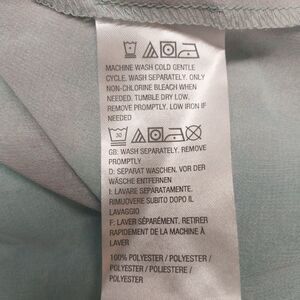 MACHINE WASH COLD GENTLE
CYCLE. WASH SEPARATELY. ONLY
NON-CHLORINE BLEACH WHEN
NEEDED. TUMBLE DRY LOW.
REMOVE PROMPTLY. LOW IRON IF
NEEDED
30
GB: WASH SEPARATELY. REMOVE
PROMPTLY
D: SEPARAT WASCHEN. VOR DER
WÄSCHE ENTFERNEN
I: LAVARE SEPARATAMENTE.
RIMUOVERE SUBITO DOPO IL
LAVAGGIO
F: LAVER SÉPARÉMENT. RETIRER
RAPIDEMENT DE LA MACHINE À
LAVER
100% POLYESTER / POLYESTER /
POLYESTER / POLIESTERE /
POLYESTER